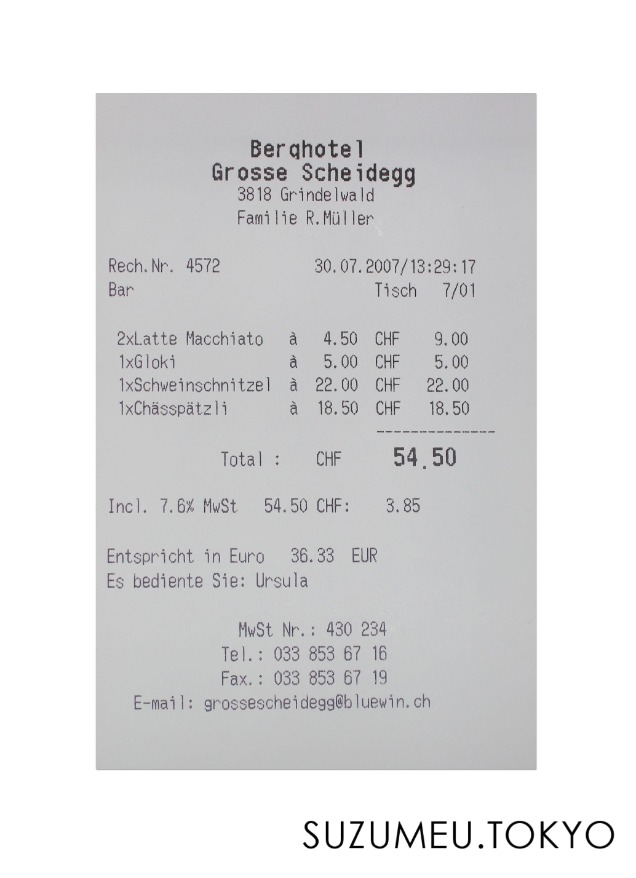 Berghotel
Grosse Scheidegg
3818 Grindelwald
Familie R.Müller
Rech.Nr. 4572 30.07.2007/13:29:17
Bar Tisch 7/01
2xLatte Macchiato à 4.50 CHF 9.00
1xGloki à 5.00 CHF 5.00
1xSchweinschnitzel à 22.00 CHF 22.00
1xChässpätzli à 18.50 CHF 18.50
--------------
Total : CHF 54.50
Incl. 7.6% MwSt 54.50 CHF: 3.85
Entspricht in Euro 36.33 EUR
Es bediente Sie: Ursula
MwSt Nr.: 430 234
Tel.: 033 853 67 16
Fax.: 033 853 67 19
E-mail: grossescheidegg@bluewin.ch
SUZUMEU.TOKYO